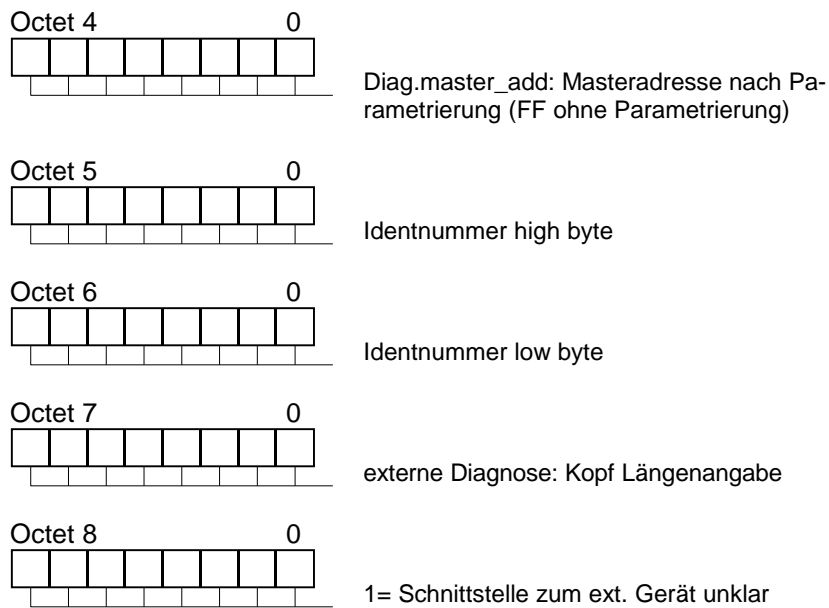 Octet 4 0
Diag.master_add: Masteradresse nach Pa-
rametrierung (FF ohne Parametrierung)
Octet 5 0
Identnummer high byte
Octet 6 0
Identnummer low byte
Octet 7 0
externe Diagnose: Kopf Längenangabe
Octet 8 0
1= Schnittstelle zum ext. Gerät unklar